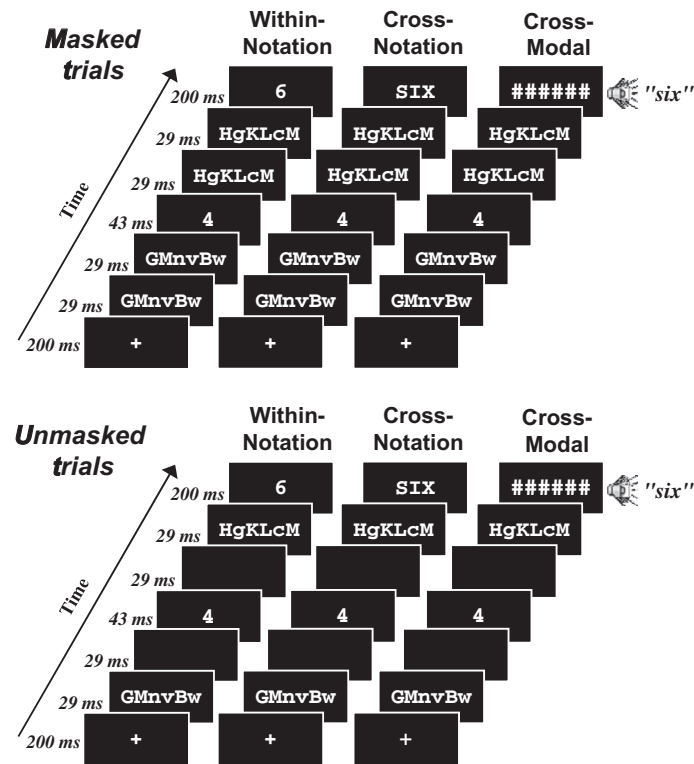 Within-Notation Cross-Notation Cross-Modal
Masked trials
200 ms 6 SIX ###### "six"
29 ms HgKLcM HgKLcM HgKLcM
29 ms HgKLcM HgKLcM HgKLcM
Time
43 ms 4 4 4
29 ms GMnvBw GMnvBw GMnvBw
29 ms GMnvBw GMnvBw GMnvBw
200 ms + + +
Within-Notation Cross-Notation Cross-Modal
Unmasked trials
200 ms 6 SIX ###### "six"
29 ms HgKLcM HgKLcM HgKLcM
29 ms
Time
43 ms 4 4 4
29 ms
29 ms GMnvBw GMnvBw GMnvBw
200 ms + + +